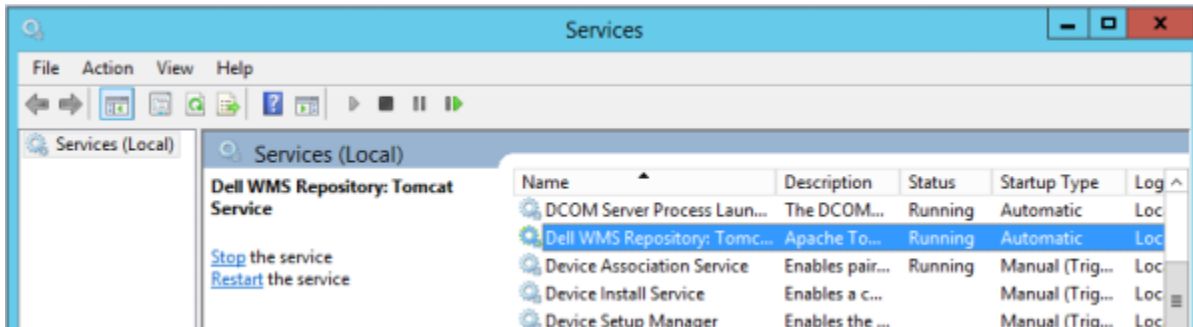 Services
File Action View Help
Services (Local)
Services (Local)
Dell WMS Repository: Tomcat
Service
Stop the service
Restart the service
Name Description Status Startup Type Log
DCOM Server Process Laun... The DCOM... Running Automatic Loc
Dell WMS Repository: Tomc... Apache To... Running Automatic Loc
Device Association Service Enables pair... Running Manual (Trig... Loc
Device Install Service Enables a c... Manual (Trig... Loc
Device Setup Manager Enables the ... Manual (Trig... Loc